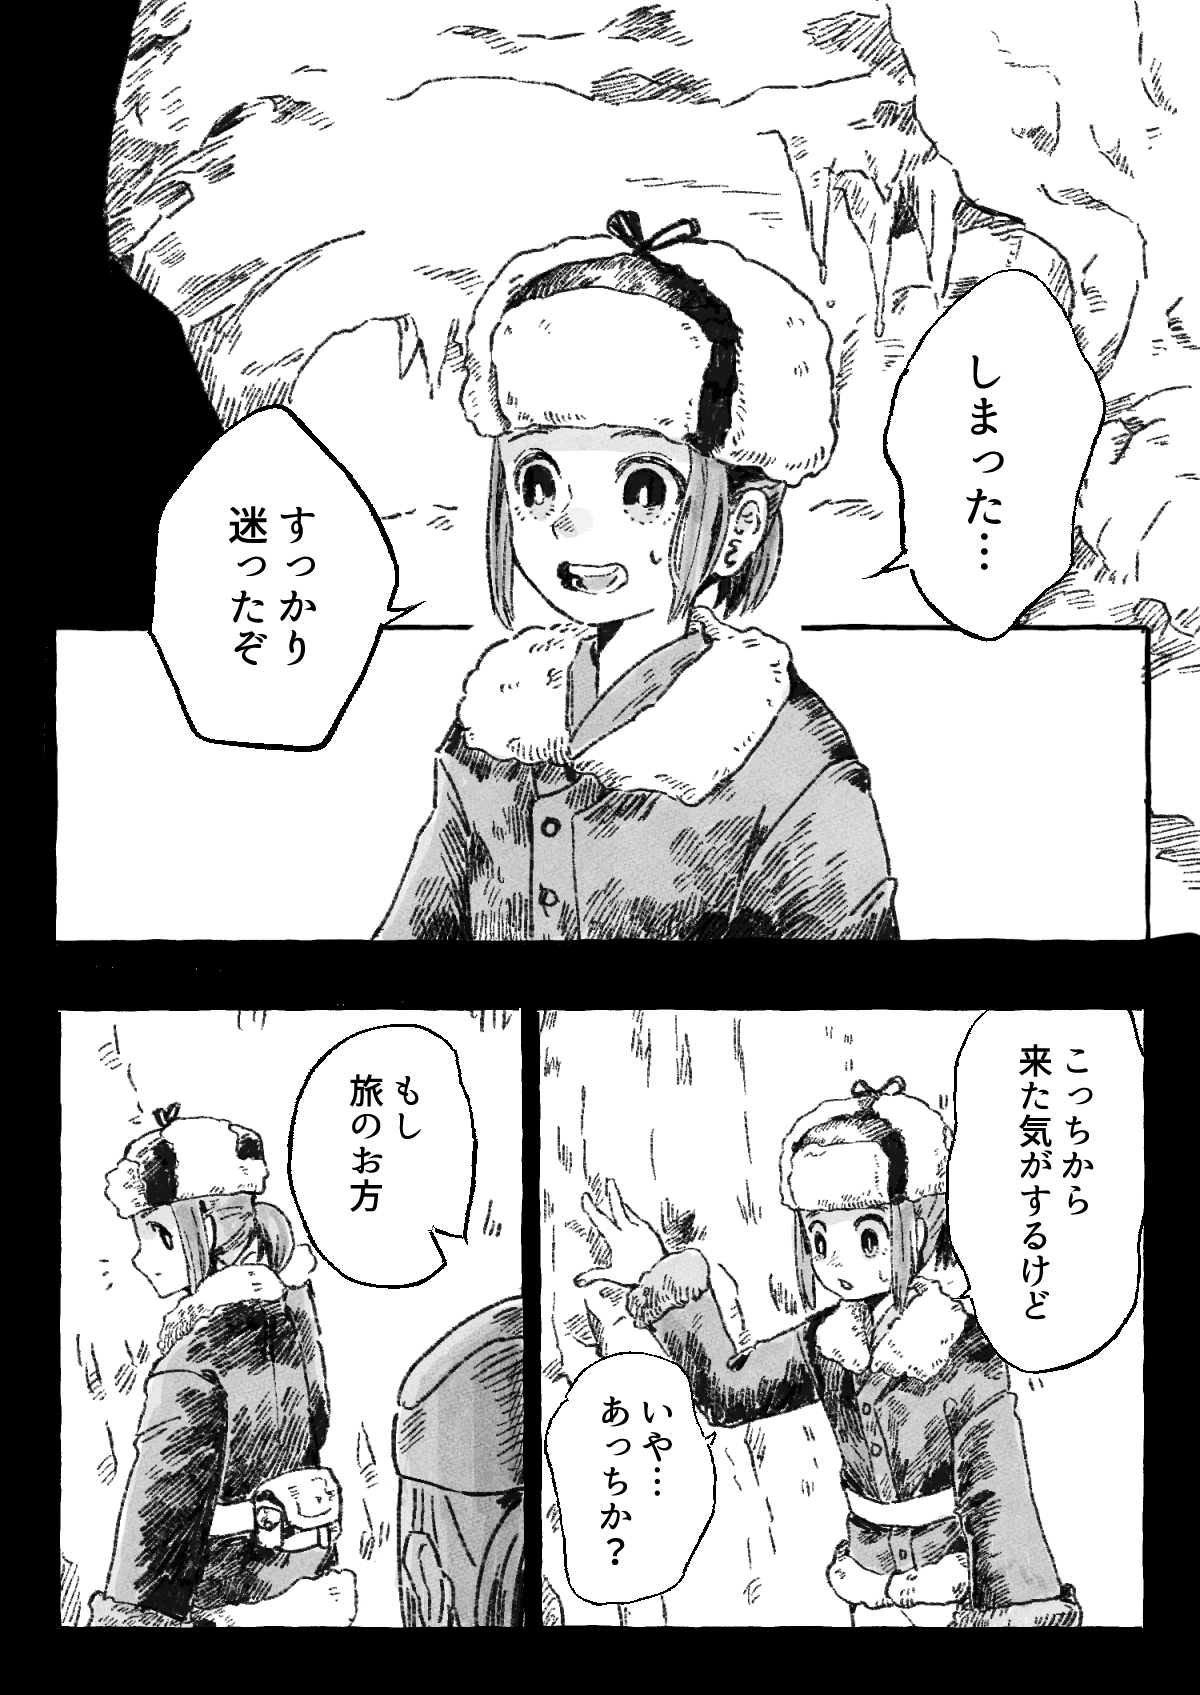 しまった…
すっかり
迷ったぞ
こっちから
来た気がするけど
いや…
あっちか？
もし
旅のお方